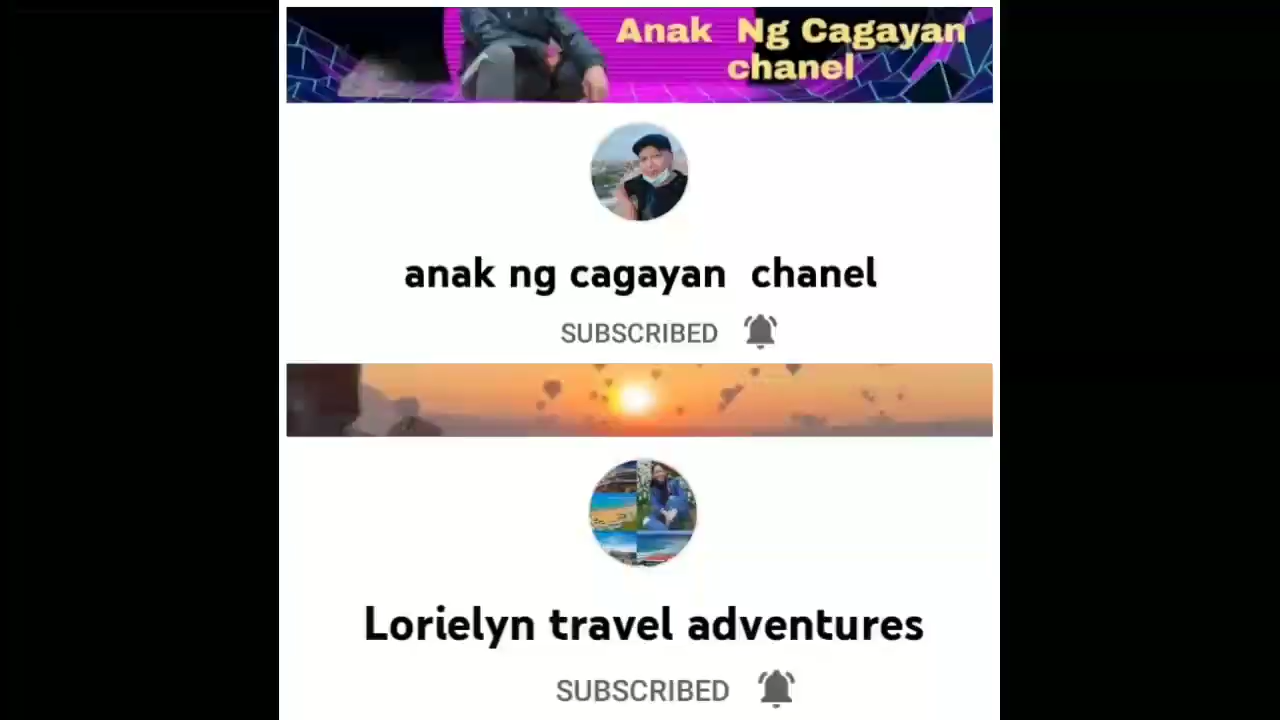 Anak Ng Cagayan
chanel
anak ng cagayan chanel
SUBSCRIBED
Lorielyn travel adventures
SUBSCRIBED